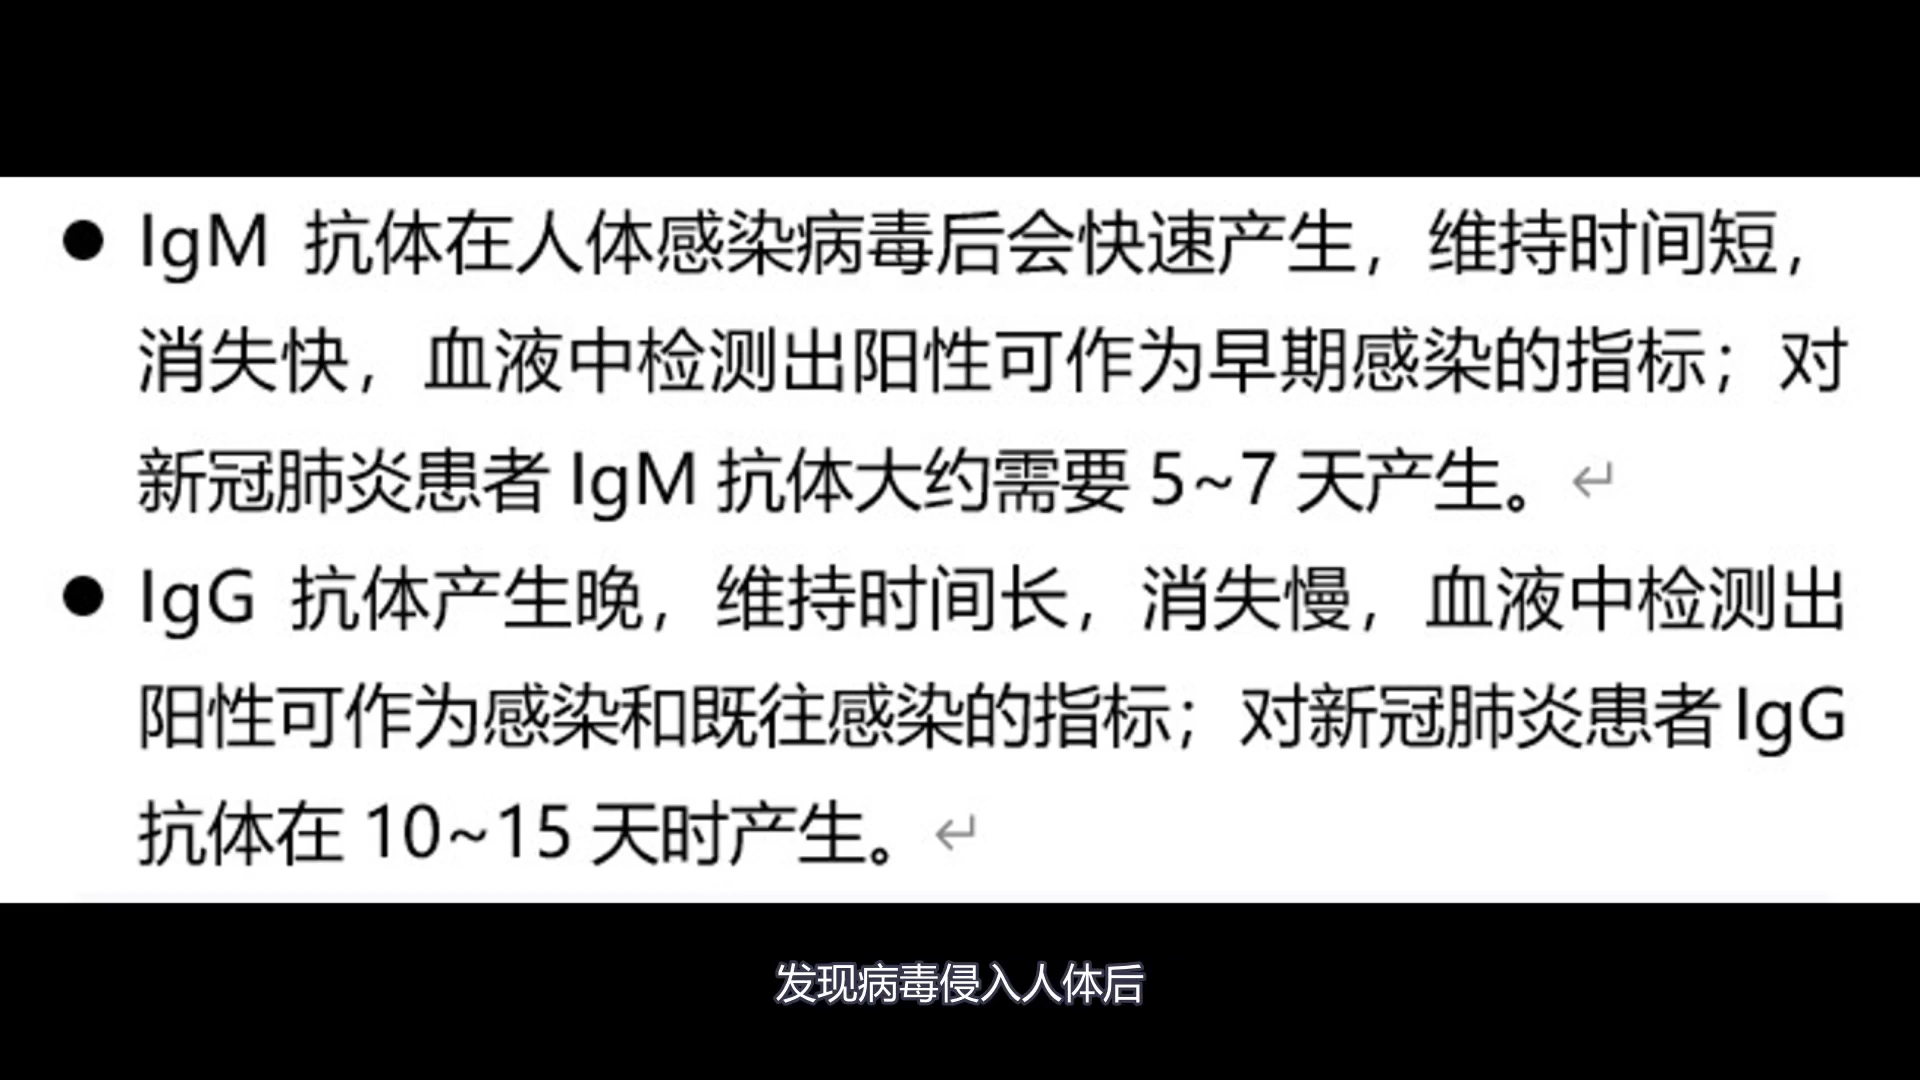 ● IgM 抗体在人体感染病毒后会快速产生，维持时间短，
消失快，血液中检测出阳性可作为早期感染的指标；对
新冠肺炎患者 IgM 抗体大约需要 5~7 天产生。↵
● IgG 抗体产生晚，维持时间长，消失慢，血液中检测出
阳性可作为感染和既往感染的指标；对新冠肺炎患者 IgG
抗体在 10~15 天时产生。↵
发现病毒侵入人体后